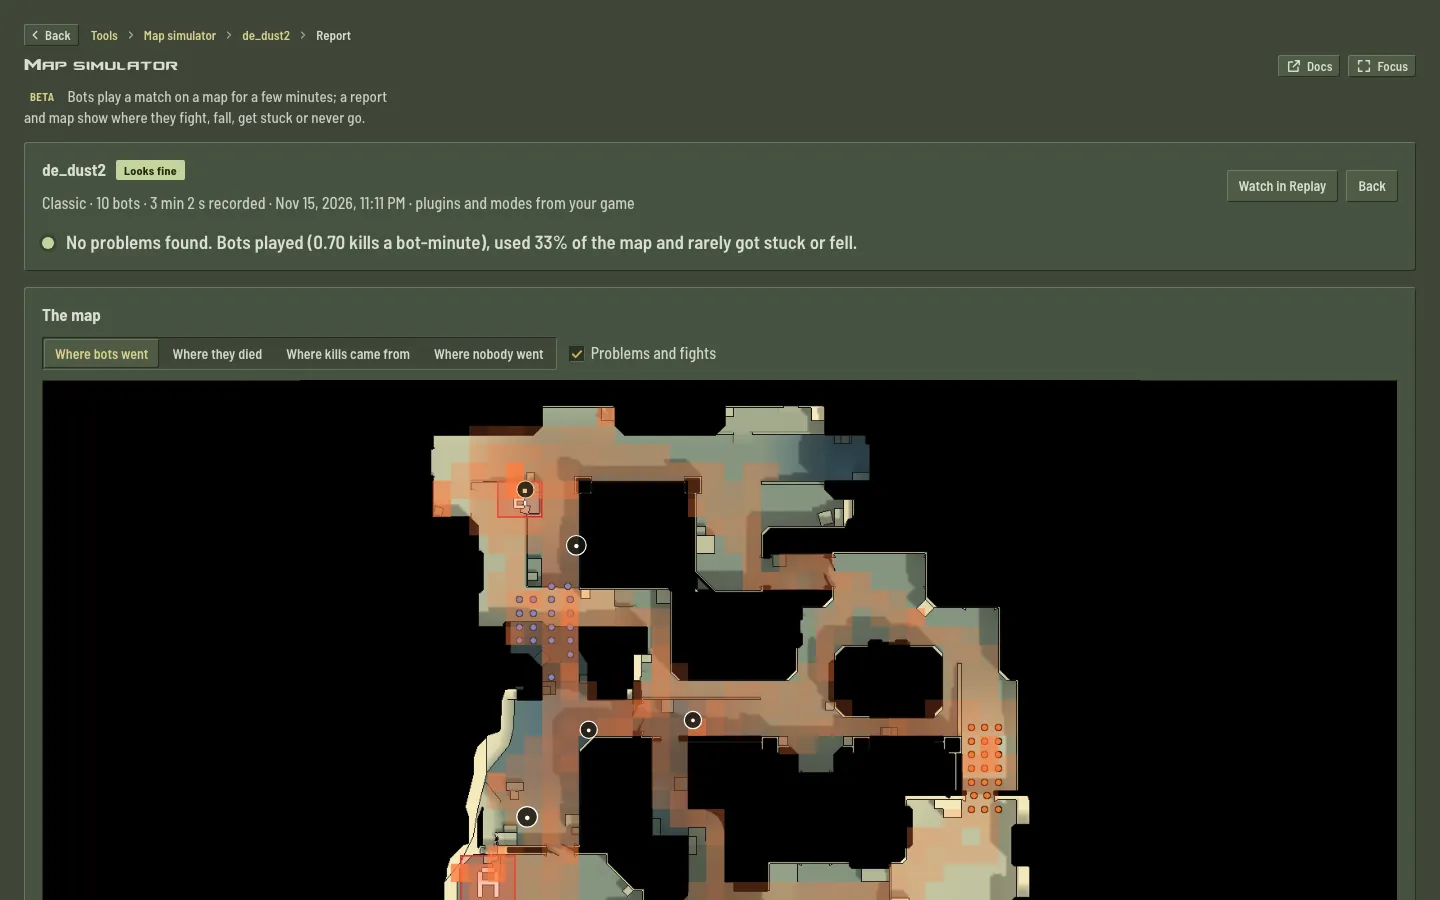 Back
Tools > Map simulator > de_dust2 > Report
Map simulator
Docs
Focus
BETA Bots play a match on a map for a few minutes; a report
and map show where they fight, fall, get stuck or never go.
de_dust2 Looks fine
Classic · 10 bots · 3 min 2 s recorded · Nov 15, 2026, 11:11 PM · plugins and modes from your game
Watch in Replay
Back
No problems found. Bots played (0.70 kills a bot-minute), used 33% of the map and rarely got stuck or fell.
The map
Where bots went
Where they died
Where kills came from
Where nobody went
Problems and fights